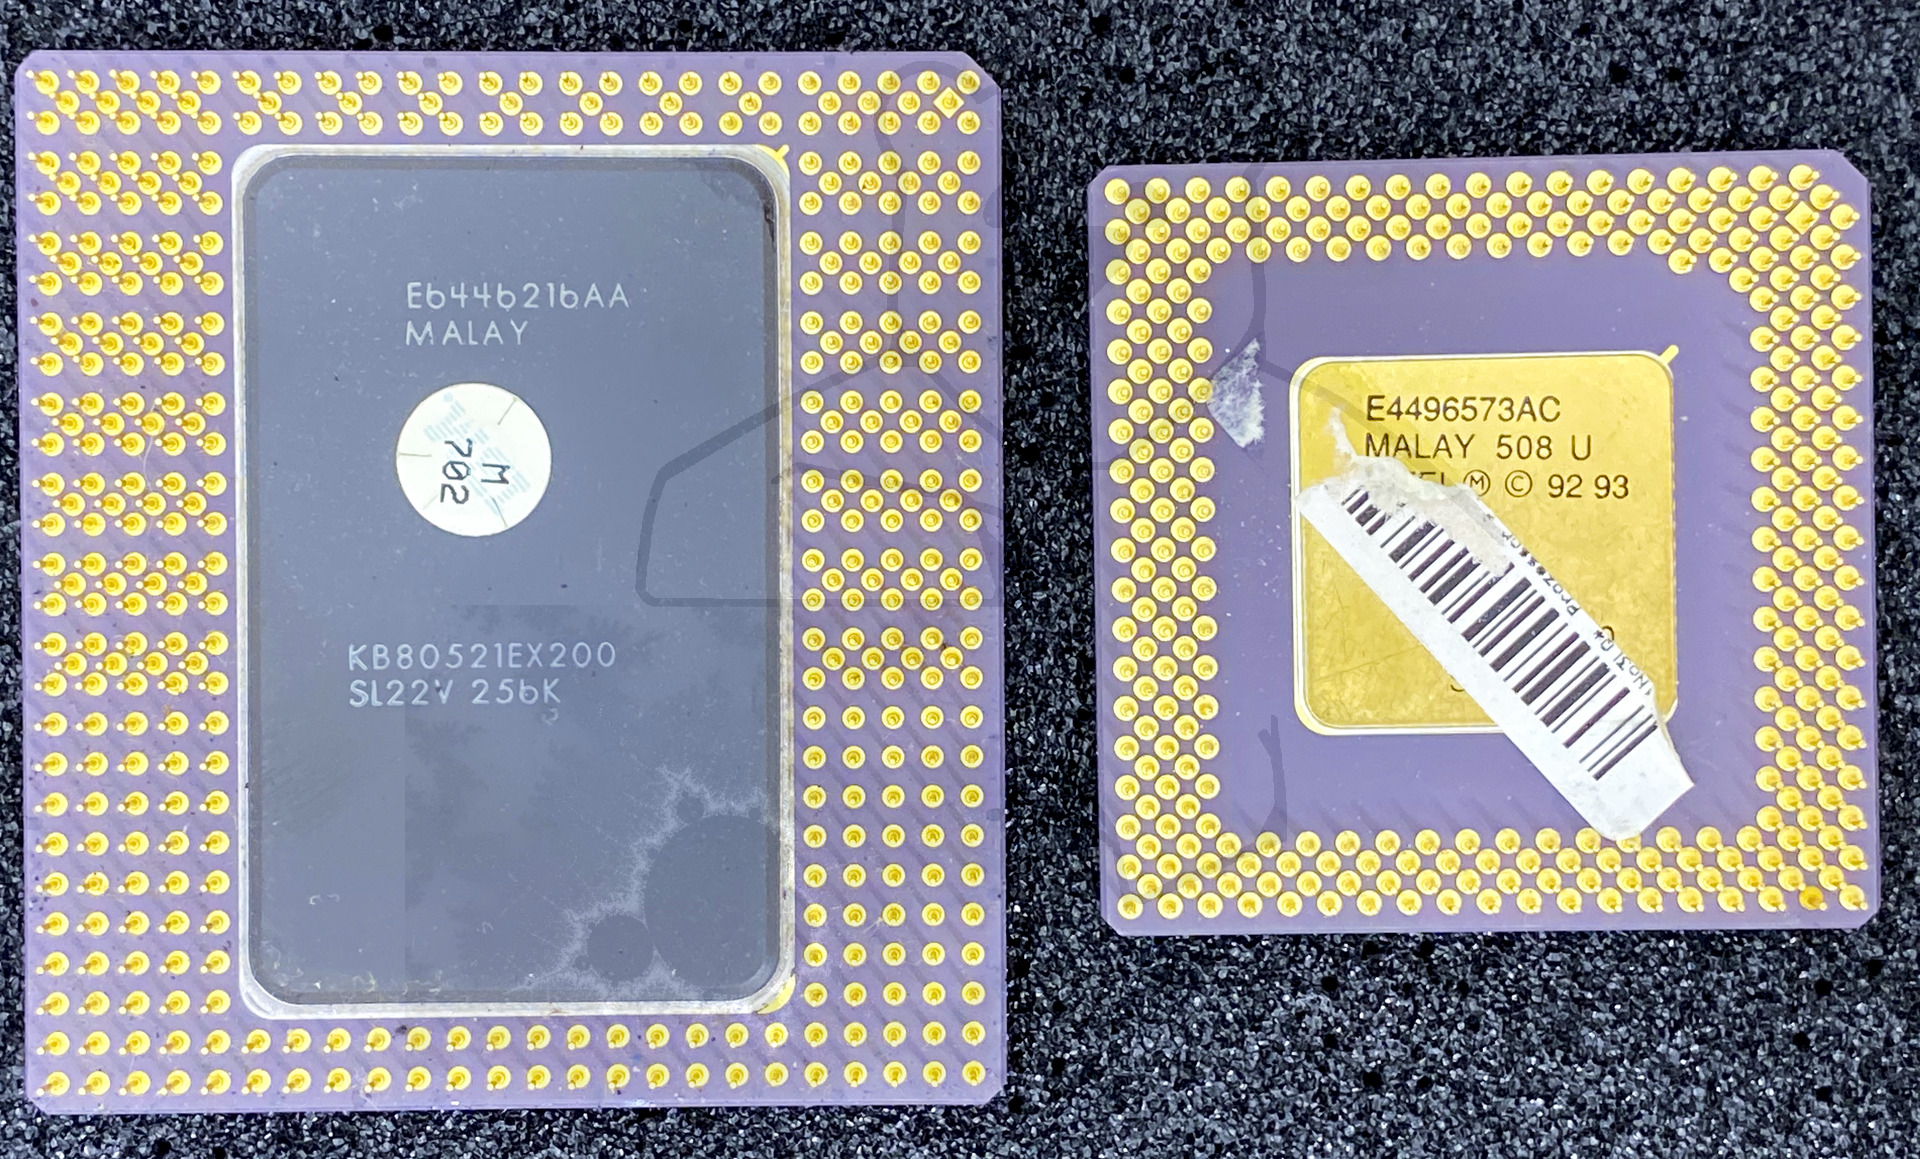 E6446216AA
MALAY
M
702
KB80521EX200
SL22V 256K
E4496573AC
MALAY 508 U
Ⓜ © 92 93